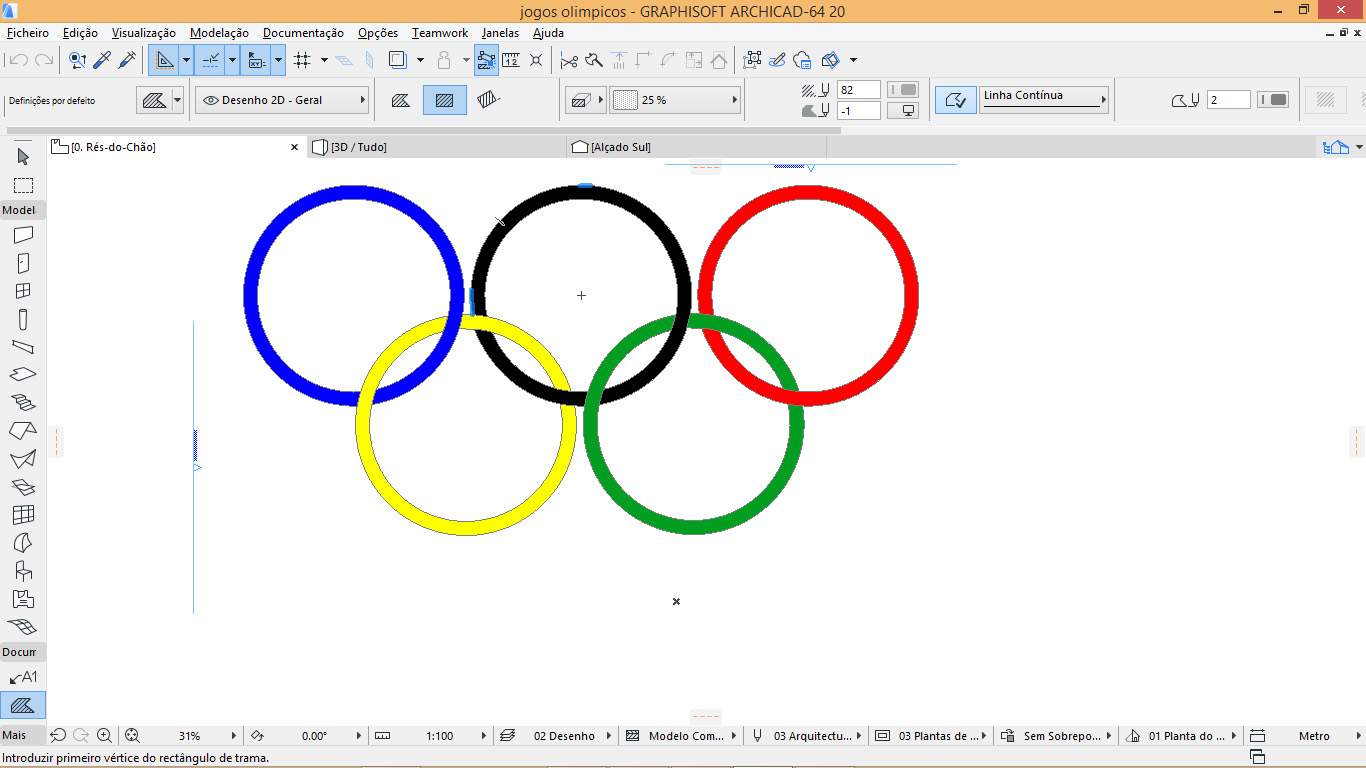 jogos olimpicos - GRAPHISOFT ARCHICAD-64 20
Ficheiro Edição Visualização Modelação Documentação Opções Teamwork Janelas Ajuda
Definições por defeito
Desenho 2D - Geral
25 %
82
-1
Linha Contínua
2
[0. Rés-do-Chão]
[3D / Tudo]
[Alçado Sul]
Model
Docum
A1
Mais
31%
0.00°
1:100
02 Desenho
Modelo Com...
03 Arquitectu...
03 Plantas de ...
Sem Sobrepo...
01 Planta do ...
Metro
Introduzir primeiro vértice do rectângulo de trama.